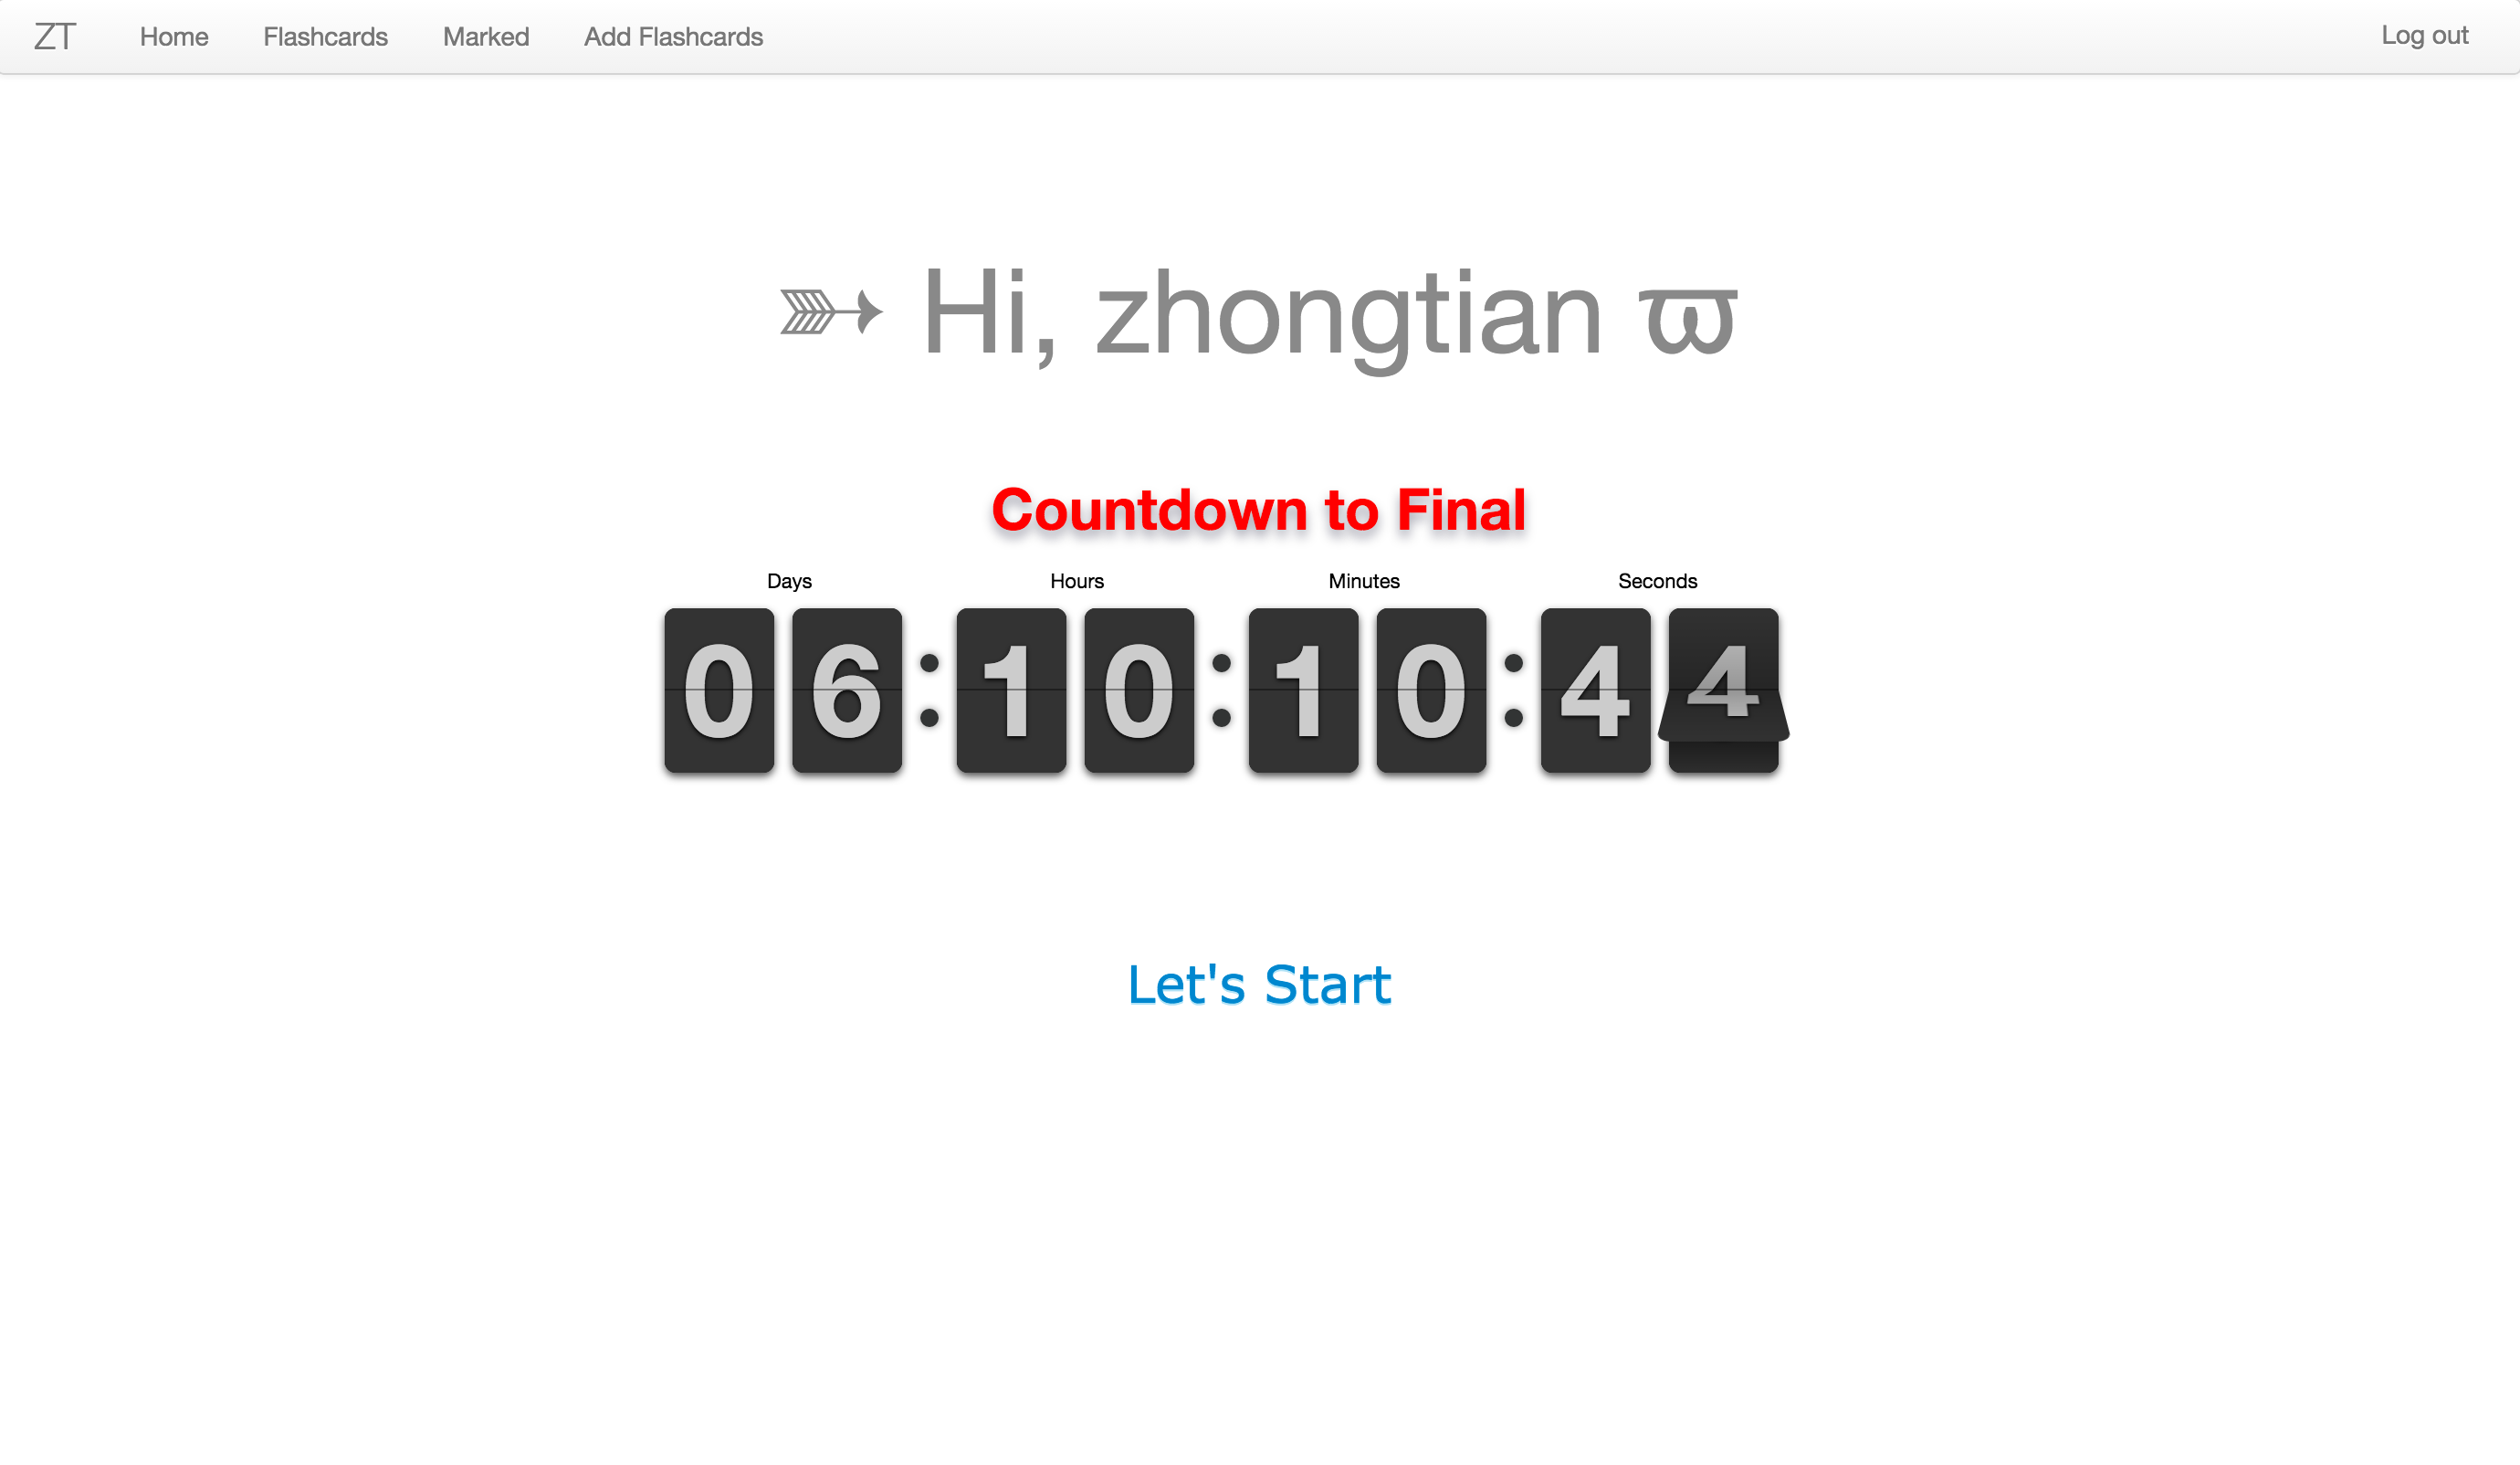 ZT Home Flashcards Marked Add Flashcards Log out
➳ Hi, zhongtian ϖ
Countdown to Final
Days Hours Minutes Seconds
06:10:10:44
Let's Start